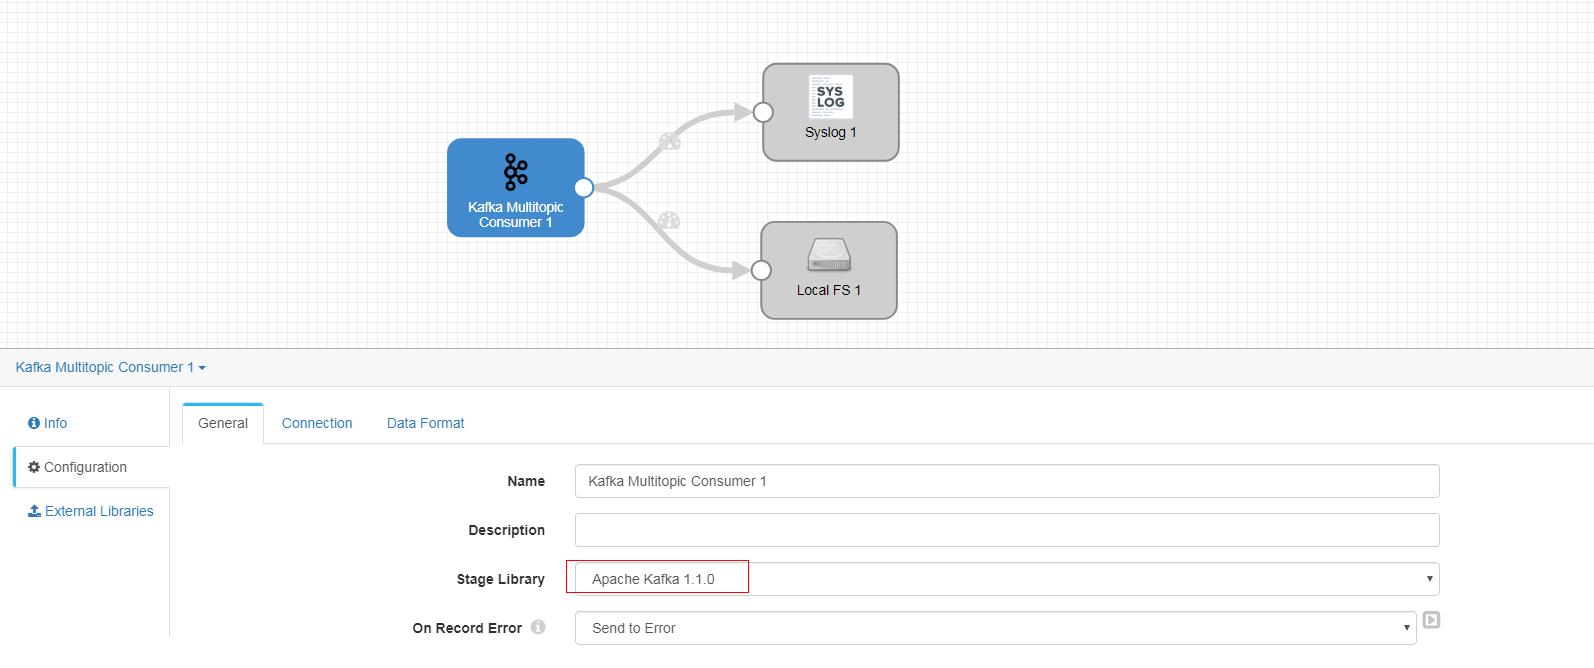 SYS
LOG
Syslog 1
Kafka Multitopic
Consumer 1
Local FS 1
Kafka Multitopic Consumer 1
Info
Configuration
External Libraries
General Connection Data Format
Name Kafka Multitopic Consumer 1
Description
Stage Library Apache Kafka 1.1.0
On Record Error Send to Error